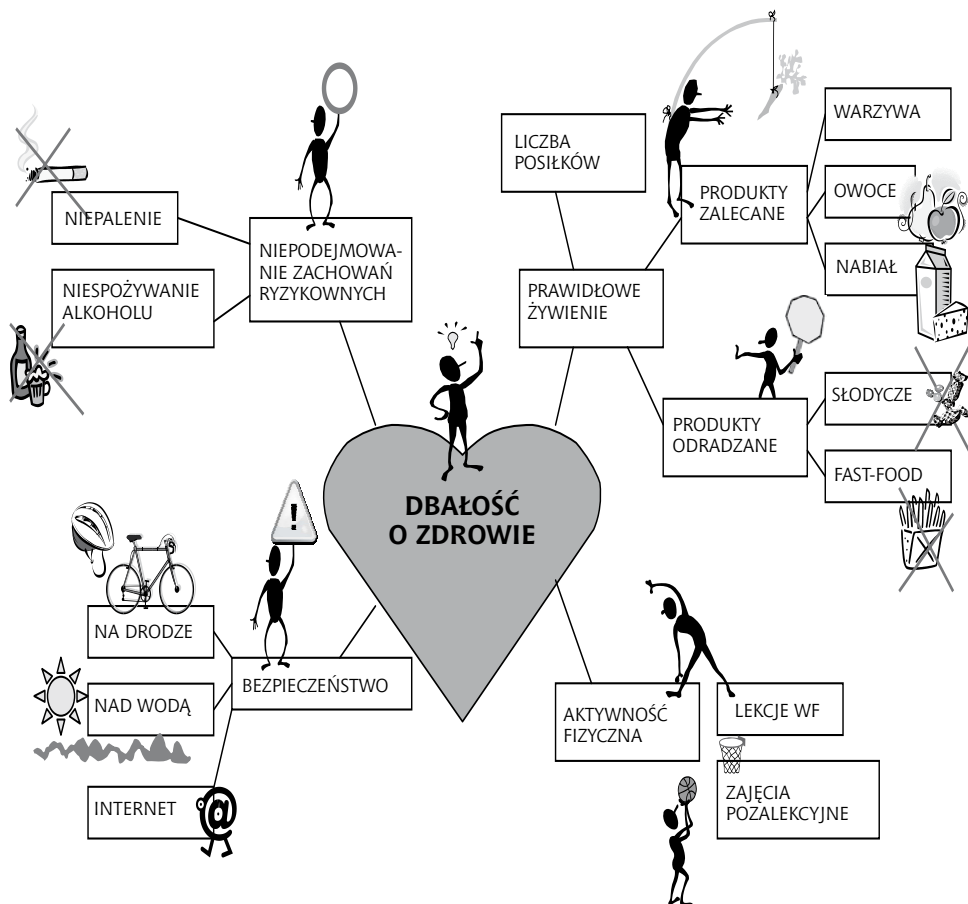 DBAŁOŚĆ
O ZDROWIE
NIEPODEJMOWA-
NIE ZACHOWAŃ
RYZYKOWNYCH
NIEPALENIE
NIESPOŻYWANIE
ALKOHOLU
PRAWIDŁOWE
ŻYWIENIE
LICZBA
POSIŁKÓW
PRODUKTY
ZALECANE
WARZYWA
OWOCE
NABIAŁ
PRODUKTY
ODRADZANE
SŁODYCZE
FAST-FOOD
!
BEZPIECZEŃSTWO
NA DRODZE
NAD WODĄ
INTERNET
@
AKTYWNOŚĆ
FIZYCZNA
LEKCJE WF
ZAJĘCIA
POZALEKCYJNE